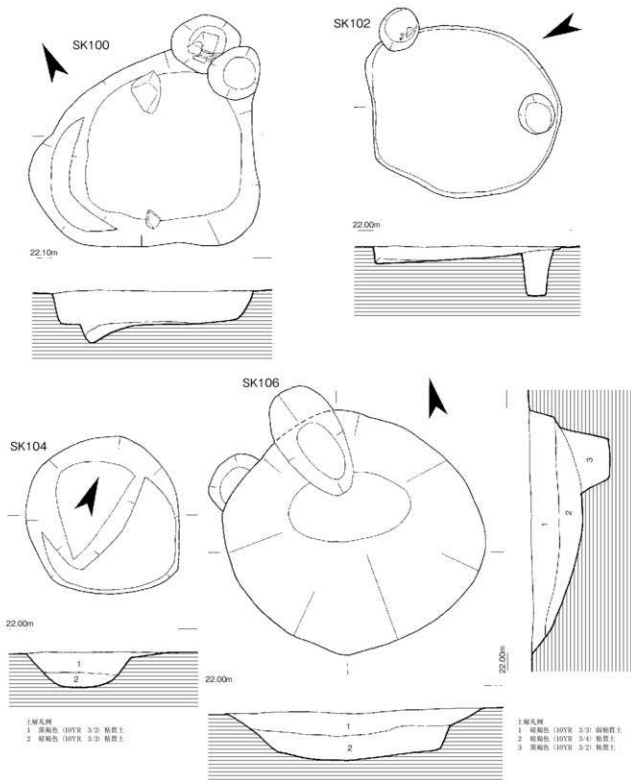 SK100
SK102
22.10m
22.00m
SK104
SK106
22.00m
1
2
22.00m
1
2
1
2
3
22.00m
土層凡例
1 黒褐色 (10YR 3/2) 粘質土
2 暗褐色 (10YR 3/3) 粘質土
土層凡例
1 暗褐色 (10YR 3/3) 弱粘質土
2 暗褐色 (10YR 3/4) 粘質土
3 黒褐色 (10YR 3/2) 粘質土